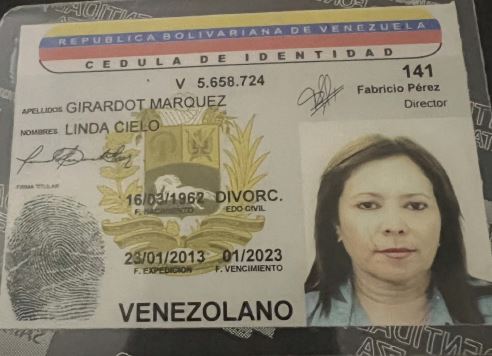 REPUBLICA BOLIVARIANA DE VENEZUELA
CEDULA DE IDENTIDAD
V 5.658.724
141
Fabricio Pérez
Director
APELLIDOS GIRARDOT MARQUEZ
NOMBRES LINDA CIELO
FIRMA TITULAR
16/03/1962 DIVORC.
F. NACIMIENTO EDO CIVIL
23/01/2013 01/2023
F. EXPEDICION F. VENCIMIENTO
VENEZOLANO